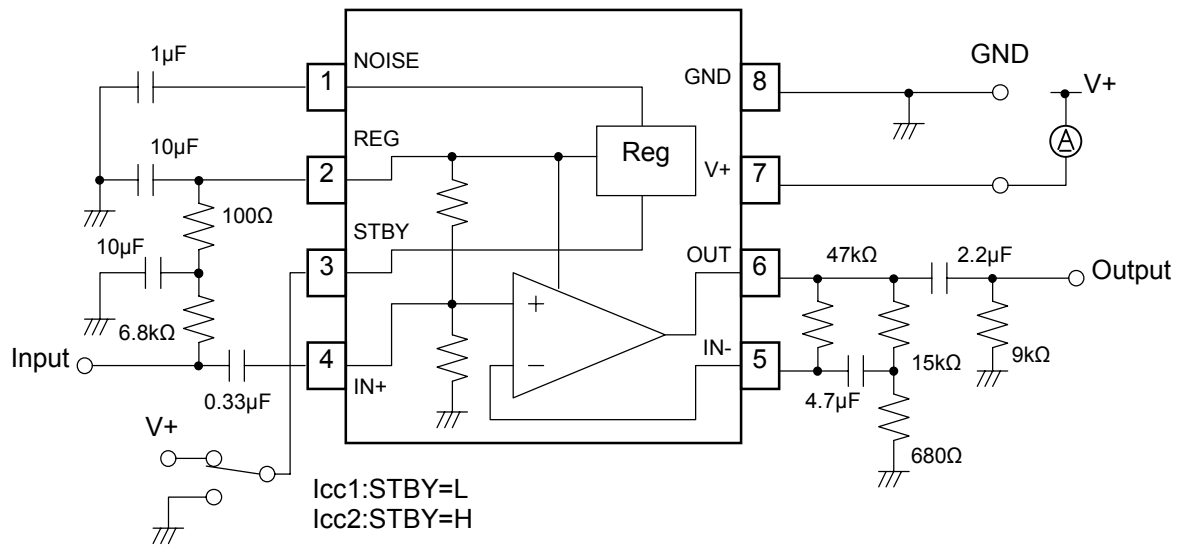 1µF
1
NOISE
GND
8
GND
V+
A
10µF
REG
2
Reg
V+
7
100Ω
STBY
10µF
3
OUT
6
47kΩ
2.2µF
Output
+
6.8kΩ
Input
4
IN+
−
IN-
5
15kΩ
9kΩ
0.33µF
4.7µF
V+
680Ω
Icc1:STBY=L
Icc2:STBY=H